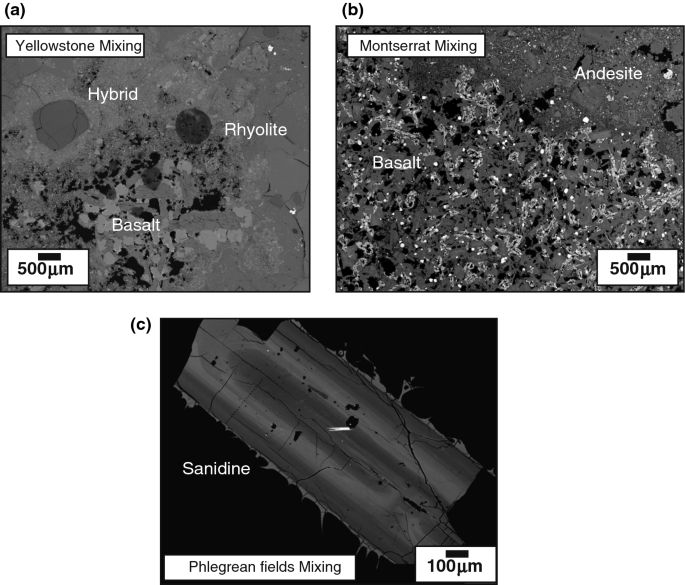 (a)
Yellowstone Mixing
Hybrid
Rhyolite
Basalt
500μm
(b)
Montserrat Mixing
Andesite
Basalt
500μm
(c)
Sanidine
Phlegrean fields Mixing
100μm